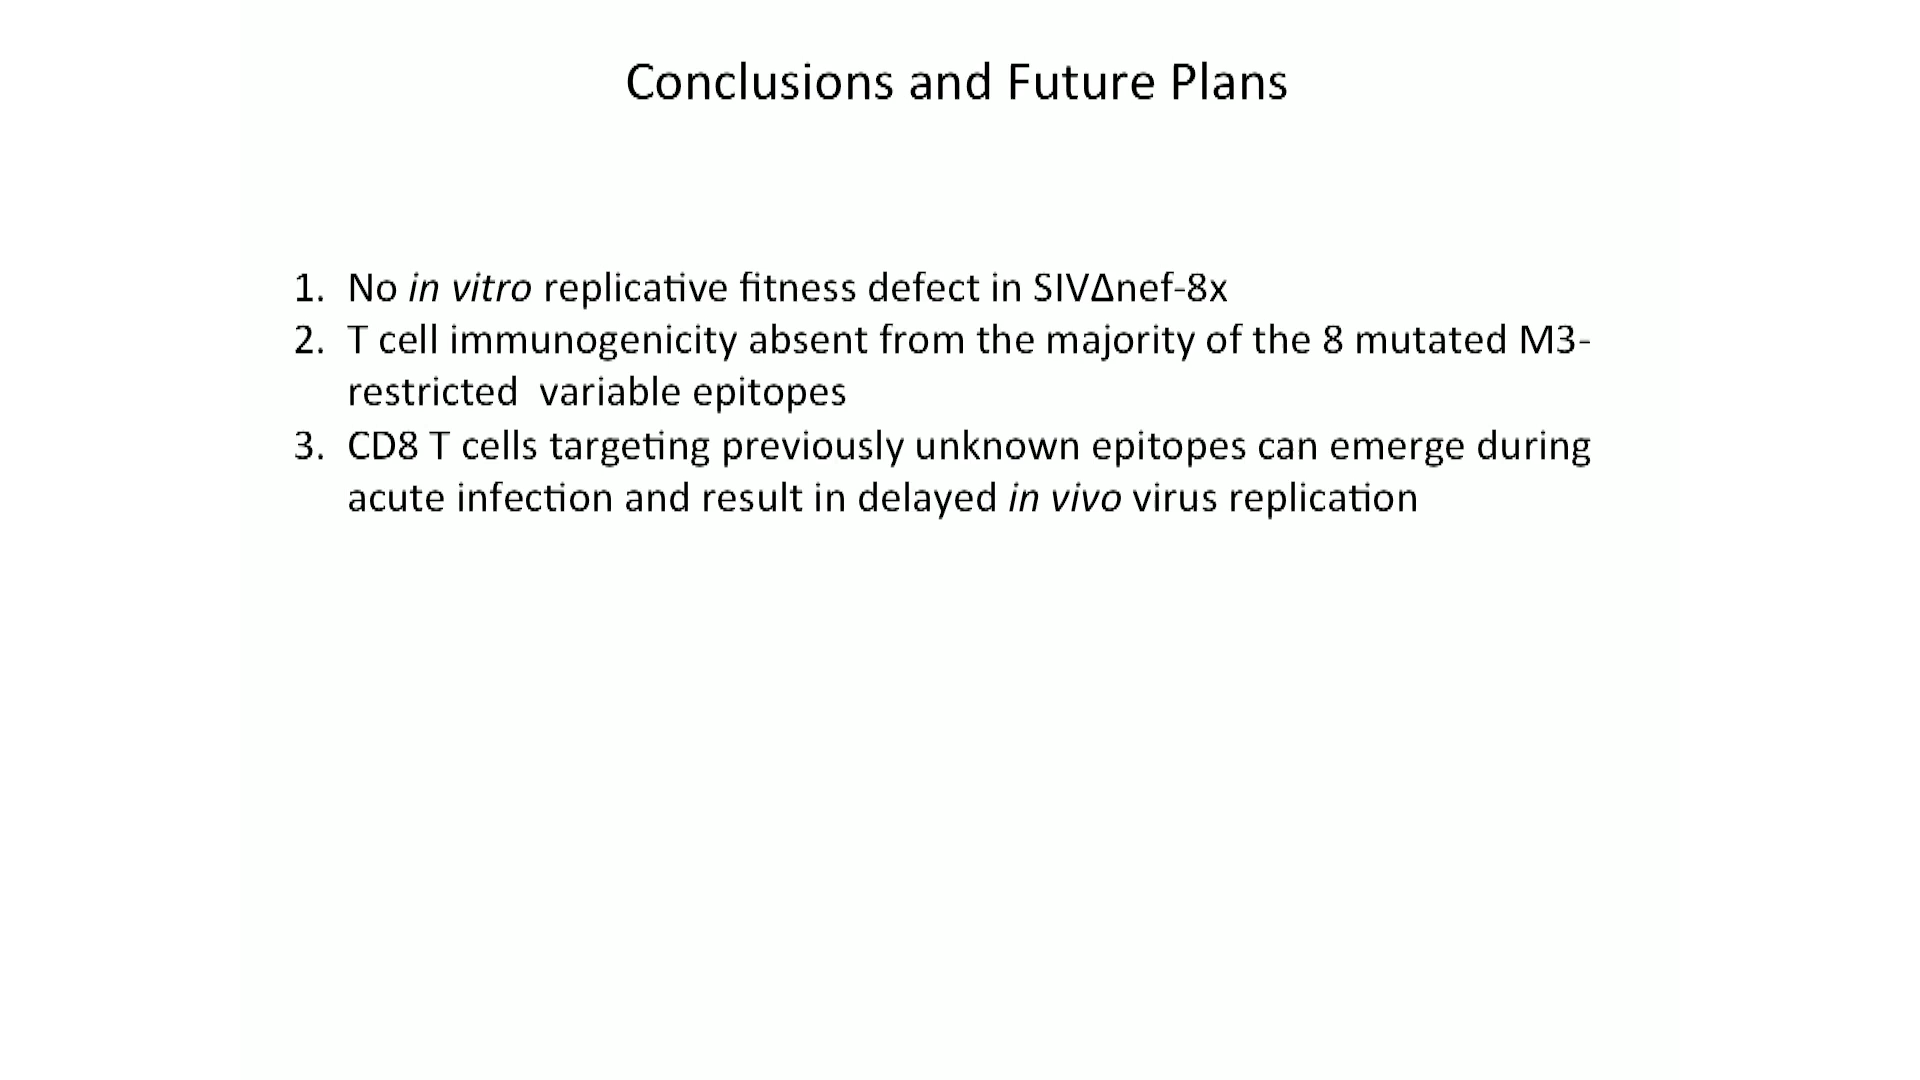 Conclusions and Future Plans
1. No in vitro replicative fitness defect in SIVΔnef-8x
2. T cell immunogenicity absent from the majority of the 8 mutated M3-
restricted  variable epitopes
3. CD8 T cells targeting previously unknown epitopes can emerge during
acute infection and result in delayed in vivo virus replication